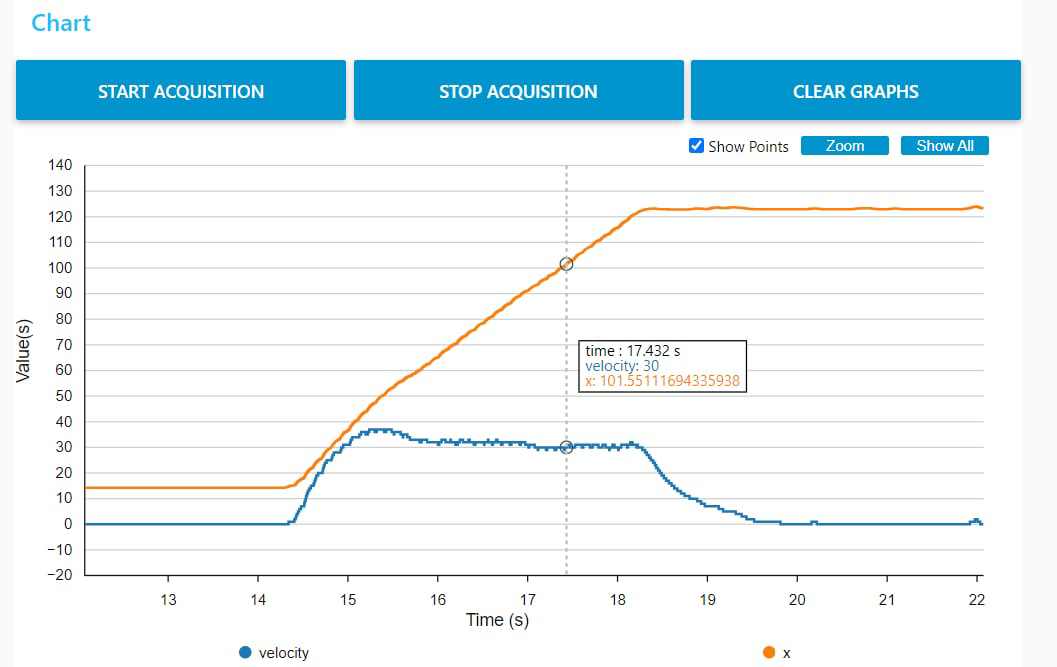 Chart
START ACQUISITION STOP ACQUISITION CLEAR GRAPHS
Show Points Zoom Show All
140
130
120
110
100
90
80
70
60
50
40
30
20
10
0
−10
−20
Value(s)
time : 17.432 s
velocity: 30
x: 101.55111694335938
13 14 15 16 17 18 19 20 21 22
Time (s)
velocity x